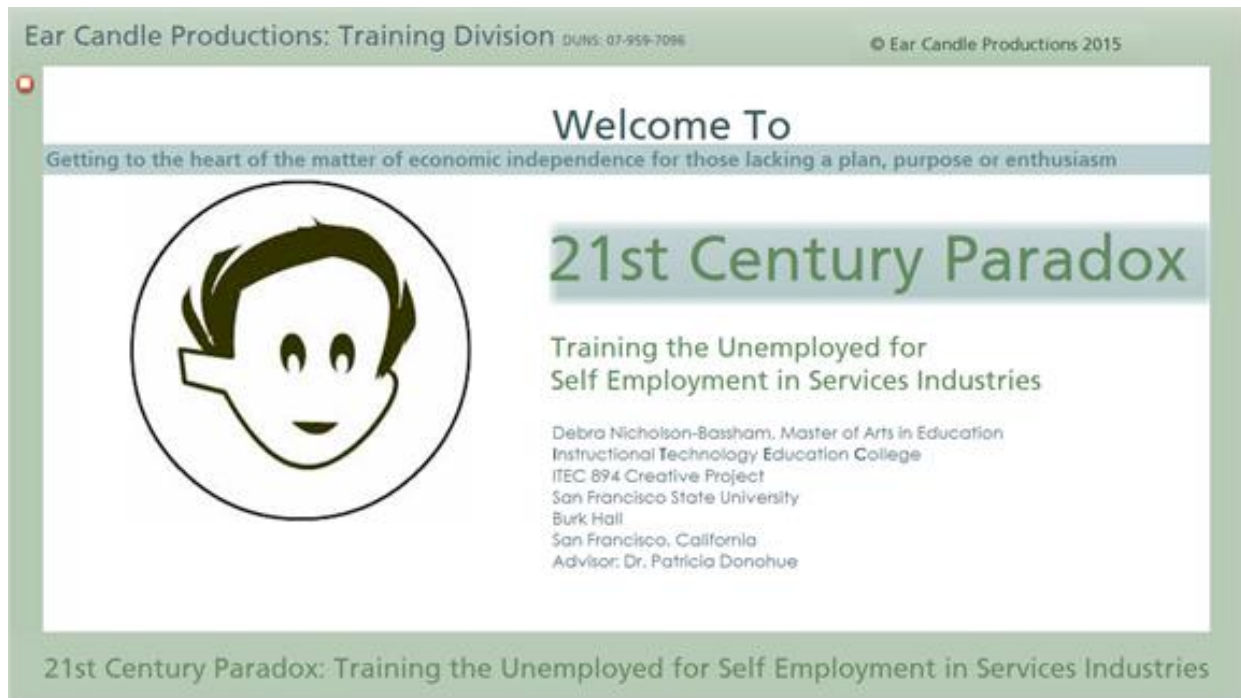 Ear Candle Productions: Training Division DUNS: 07-959-7096
© Ear Candle Productions 2015
Welcome To
Getting to the heart of the matter of economic independence for those lacking a plan, purpose or enthusiasm
21st Century Paradox
Training the Unemployed for
Self Employment in Services Industries
Debra Nicholson-Bassham, Master of Arts in Education
Instructional Technology Education College
ITEC 894 Creative Project
San Francisco State University
Burk Hall
San Francisco, California
Advisor: Dr. Patricia Donohue
21st Century Paradox: Training the Unemployed for Self Employment in Services Industries